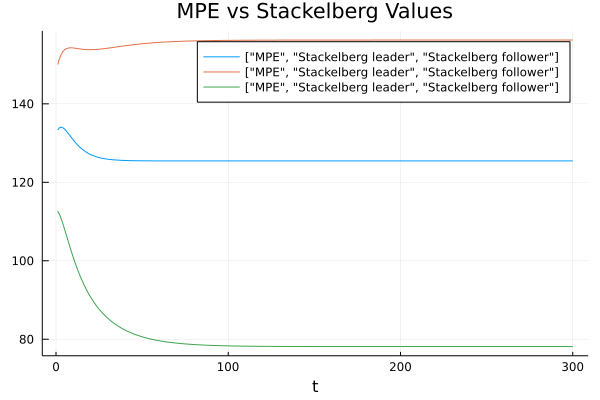 MPE vs Stackelberg Values
["MPE", "Stackelberg leader", "Stackelberg follower"]
["MPE", "Stackelberg leader", "Stackelberg follower"]
["MPE", "Stackelberg leader", "Stackelberg follower"]
140
120
100
80
0 100 200 300
t